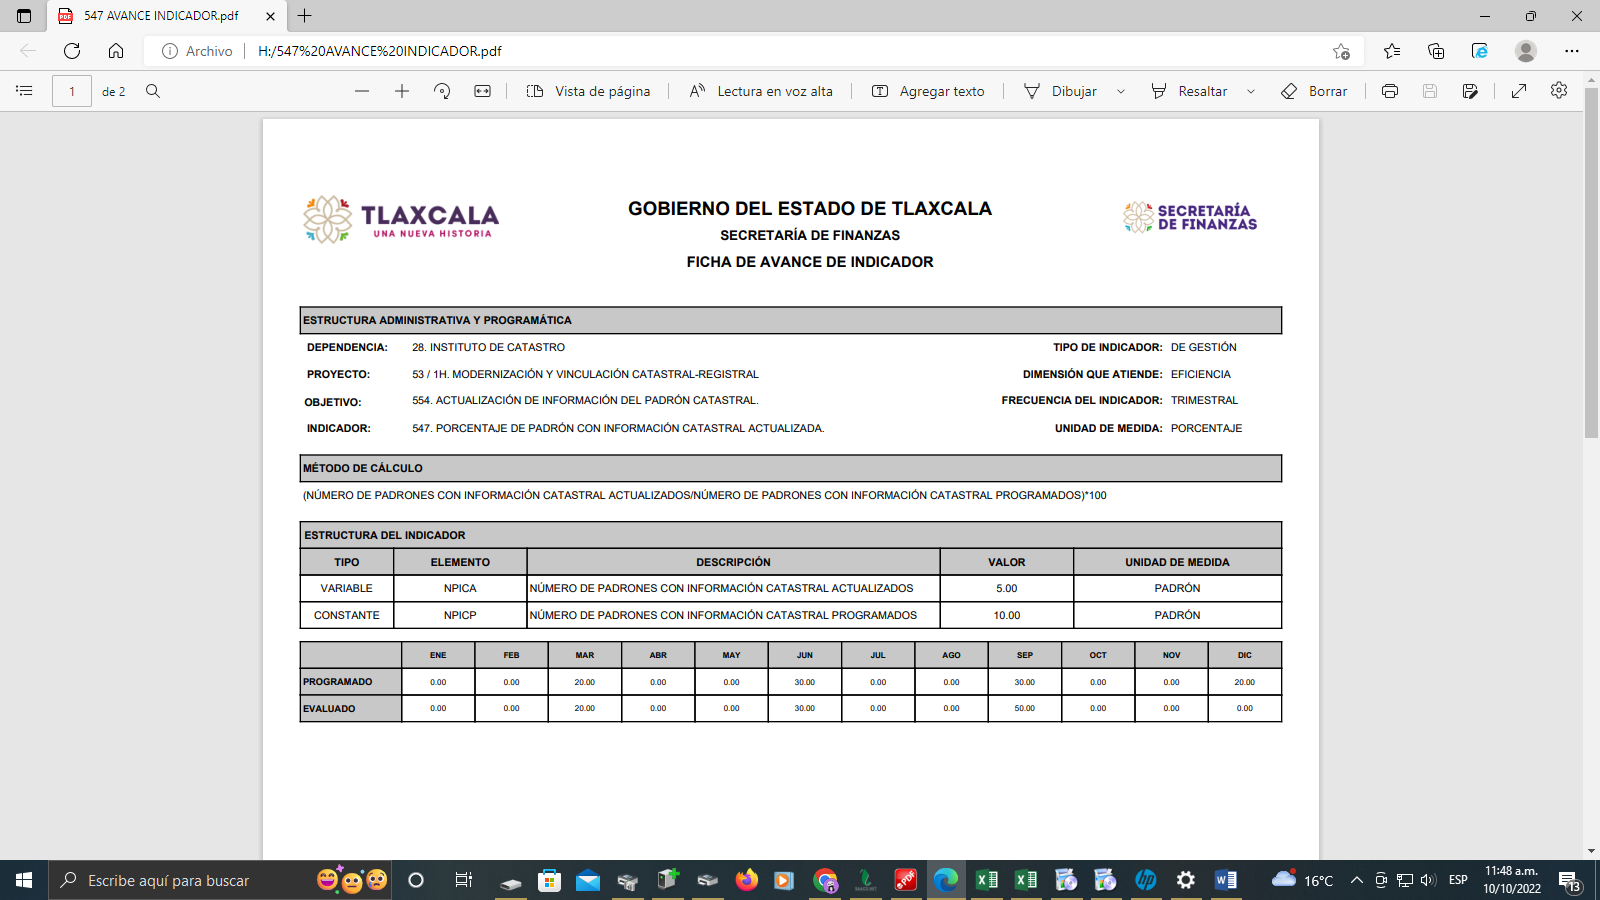 547 AVANCE INDICADOR.pdf
Archivo H:/547%20AVANCE%20INDICADOR.pdf
1 de 2 Vista de página Lectura en voz alta Agregar texto Dibujar Resaltar Borrar
TLAXCALA
UNA NUEVA HISTORIA
GOBIERNO DEL ESTADO DE TLAXCALA
SECRETARÍA DE FINANZAS
FICHA DE AVANCE DE INDICADOR
SECRETARÍA
DE FINANZAS
ESTRUCTURA ADMINISTRATIVA Y PROGRAMÁTICA
DEPENDENCIA: 28. INSTITUTO DE CATASTRO TIPO DE INDICADOR: DE GESTIÓN
PROYECTO: 53 / 1H. MODERNIZACIÓN Y VINCULACIÓN CATASTRAL-REGISTRAL DIMENSIÓN QUE ATIENDE: EFICIENCIA
OBJETIVO: 554. ACTUALIZACIÓN DE INFORMACIÓN DEL PADRÓN CATASTRAL. FRECUENCIA DEL INDICADOR: TRIMESTRAL
INDICADOR: 547. PORCENTAJE DE PADRÓN CON INFORMACIÓN CATASTRAL ACTUALIZADA. UNIDAD DE MEDIDA: PORCENTAJE
MÉTODO DE CÁLCULO
(NÚMERO DE PADRONES CON INFORMACIÓN CATASTRAL ACTUALIZADOS/NÚMERO DE PADRONES CON INFORMACIÓN CATASTRAL PROGRAMADOS)*100
ESTRUCTURA DEL INDICADOR
TIPO ELEMENTO DESCRIPCIÓN VALOR UNIDAD DE MEDIDA
VARIABLE NPICA NÚMERO DE PADRONES CON INFORMACIÓN CATASTRAL ACTUALIZADOS 5.00 PADRÓN
CONSTANTE NPICP NÚMERO DE PADRONES CON INFORMACIÓN CATASTRAL PROGRAMADOS 10.00 PADRÓN
ENE FEB MAR ABR MAY JUN JUL AGO SEP OCT NOV DIC
PROGRAMADO 0.00 0.00 20.00 0.00 0.00 30.00 0.00 0.00 30.00 0.00 0.00 20.00
EVALUADO 0.00 0.00 20.00 0.00 0.00 30.00 0.00 0.00 50.00 0.00 0.00 0.00
Escribe aquí para buscar
16°C ESP
11:48 a.m.
10/10/2022
13